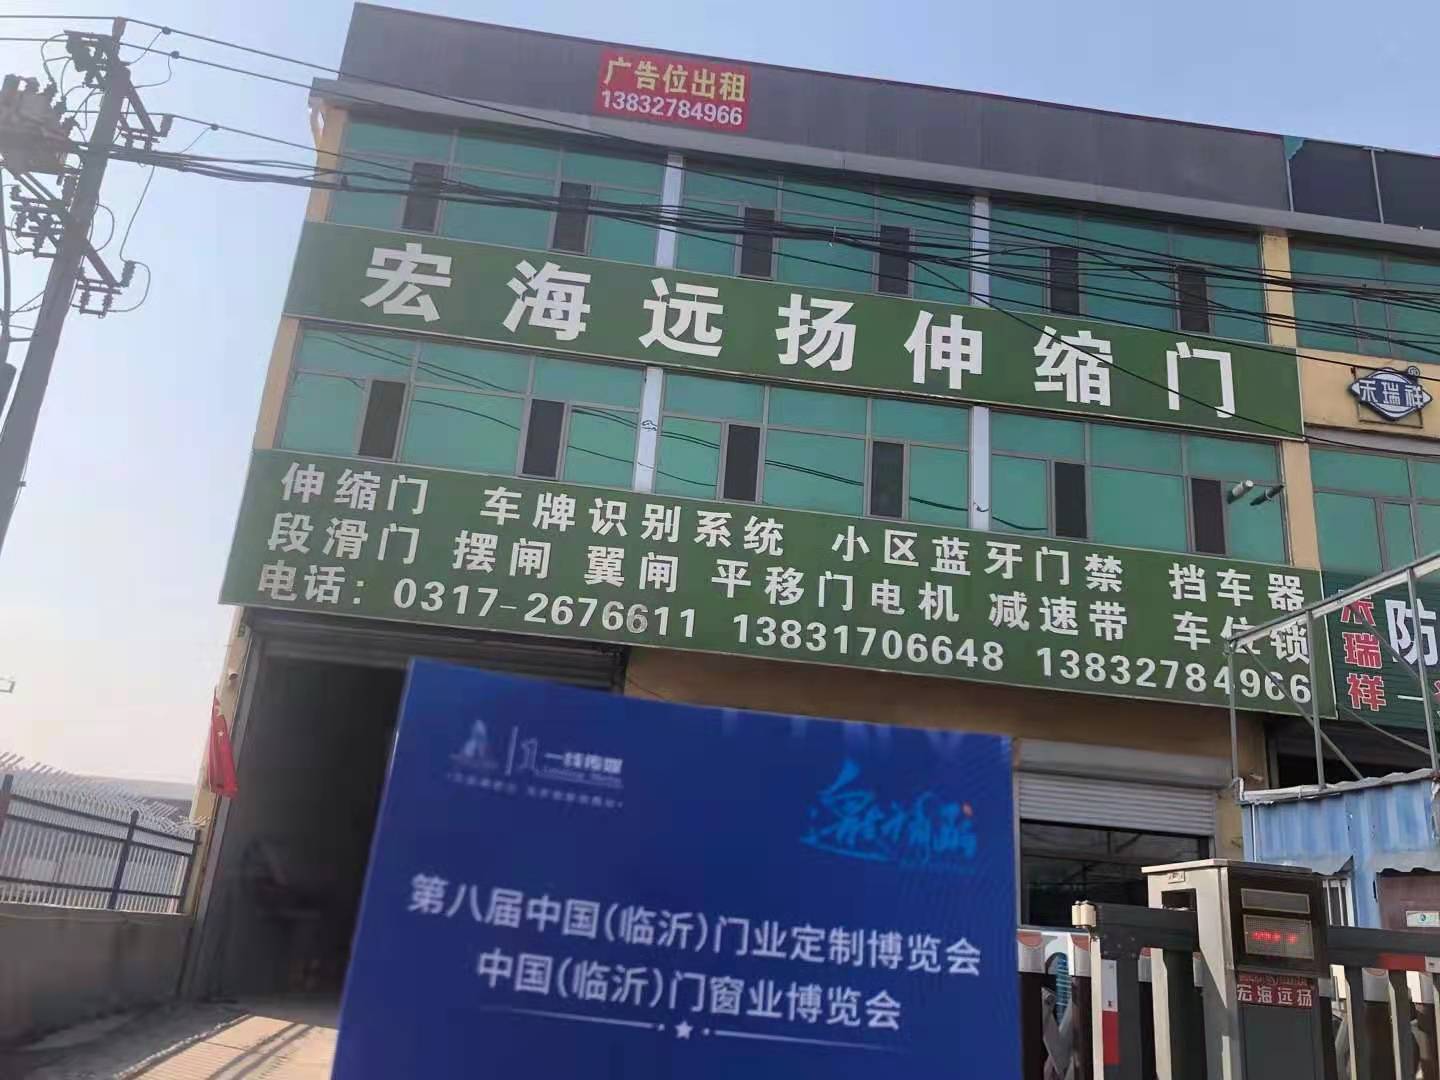 广告位出租
13832784966
宏海远扬伸缩门
禾瑞祥
伸缩门 车牌识别系统 小区蓝牙门禁 挡车器
段滑门 摆闸 翼闸 平移门电机 减速带 车位锁
电话：0317-2676611 13831706648 13832784966
禾瑞祥
防
一线传媒
邀请函
第八届中国(临沂)门业定制博览会
中国(临沂)门窗业博览会
宏海远扬